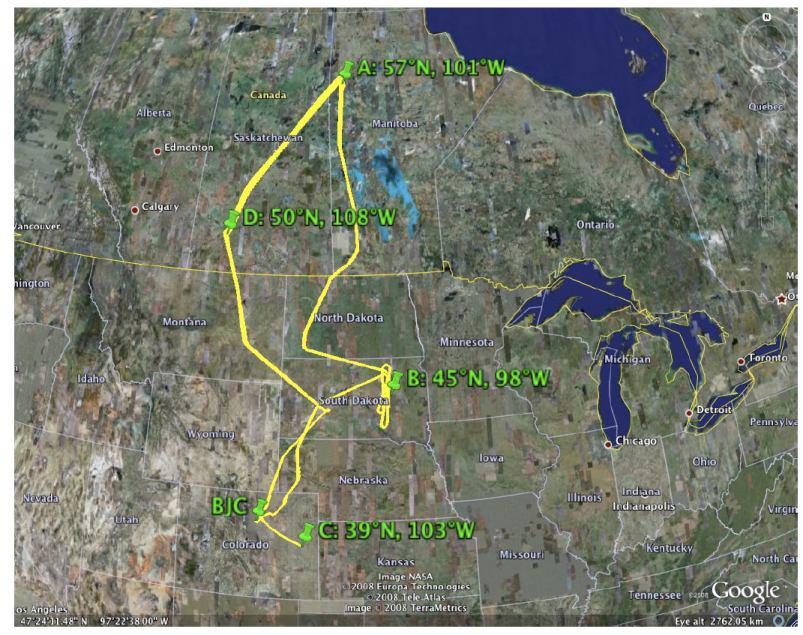 A: 57°N, 101°W
Canada
Alberta
Quebec
Manitoba
Saskatchewan
Edmonton
Calgary
D: 50°N, 108°W
Vancouver
Ontario
hington
Montana
North Dakota
Minnesota
Michigan
Toronto
Idaho
B: 45°N, 98°W
South Dakota
Detroit
Pennsylva
Wyoming
Chicago
Iowa
Ohio
Nebraska
Nevada
Utah
BJC
Illinois
Indiana
Indianapolis
Virgin
C: 39°N, 103°W
Colorado
Kansas
Missouri
Kentucky
North Ca
Image NASA
© 2008 Europa Technologies
© 2008 Tele Atlas
Image © 2008 TerraMetrics
Tennessee
©2008 Google
South Carolina
os Angeles
47°24'11.48" N 97°22'38.00" W
Eye alt 2762.05 km
N